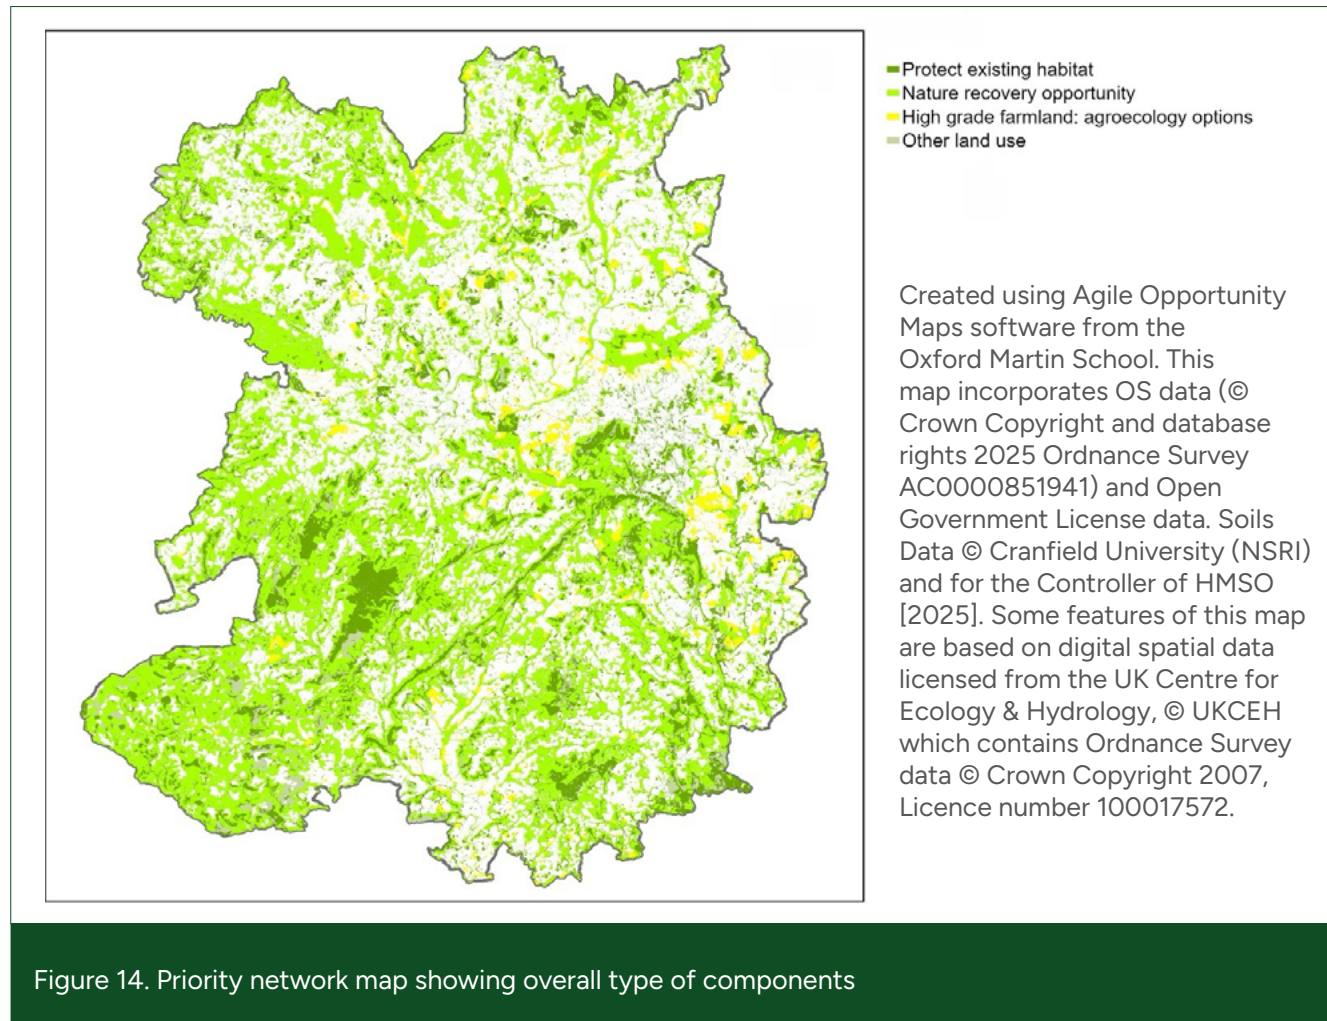 Protect existing habitat
Nature recovery opportunity
High grade farmland: agroecology options
Other land use
Created using Agile Opportunity
Maps software from the
Oxford Martin School. This
map incorporates OS data (©
Crown Copyright and database
rights 2025 Ordnance Survey
AC0000851941) and Open
Government License data. Soils
Data © Cranfield University (NSRI)
and for the Controller of HMSO
[2025]. Some features of this map
are based on digital spatial data
licensed from the UK Centre for
Ecology & Hydrology, © UKCEH
which contains Ordnance Survey
data © Crown Copyright 2007,
Licence number 100017572.
Figure 14. Priority network map showing overall type of components